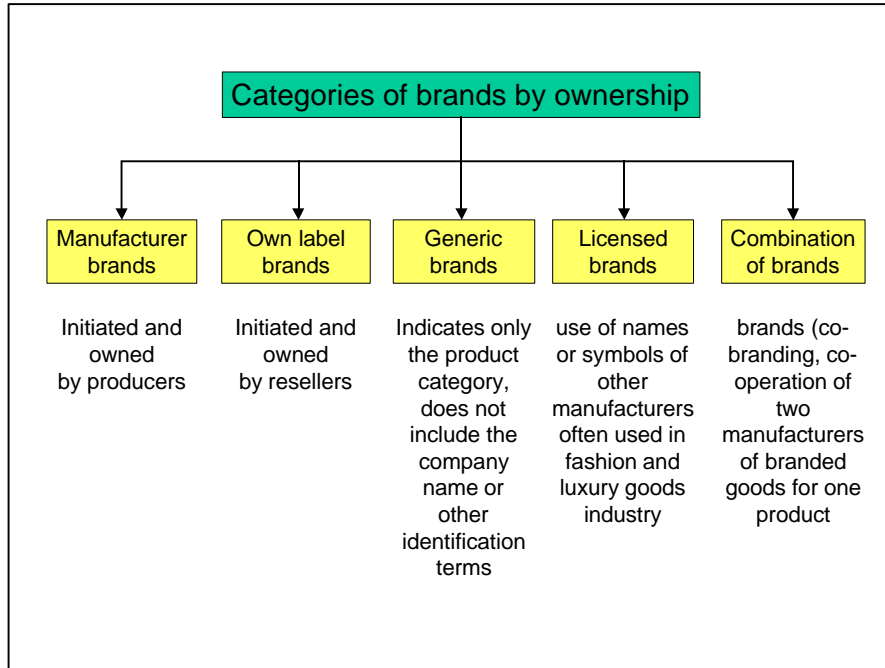 Categories of brands by ownership
Manufacturer
brands
Own label
brands
Generic
brands
Licensed
brands
Combination
of brands
Initiated and
owned
by producers
Initiated and
owned
by resellers
Indicates only
the product
category,
does not
include the
company
name or
other
identification
terms
use of names
or symbols of
other
manufacturers
often used in
fashion and
luxury goods
industry
brands (co-
branding, co-
operation of
two
manufacturers
of branded
goods for one
product